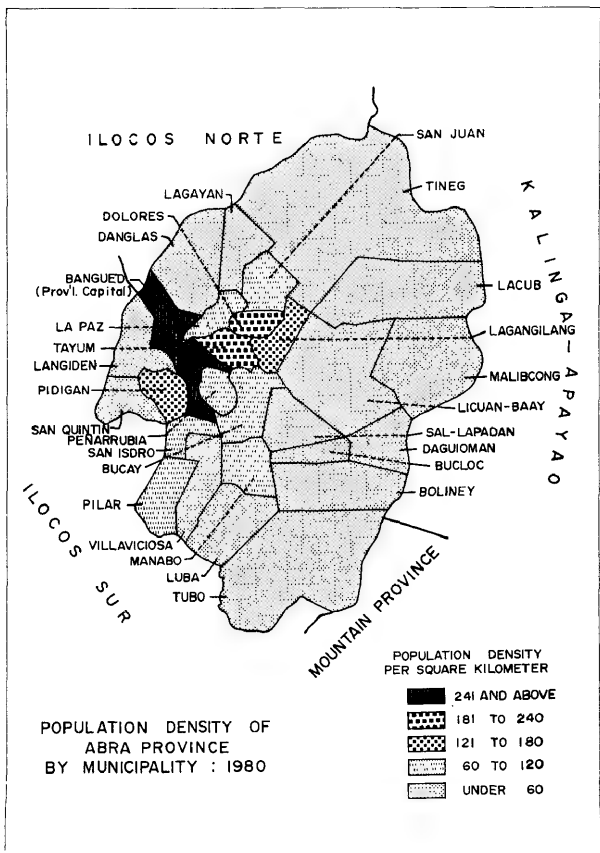 ILOCOS NORTE
SAN JUAN
TINEG
LAGAYAN
DOLORES
DANGLAS
KALINGA-APAYAO
BANGUED
(Prov'l. Capital)
LACUB
LA PAZ
LAGANGILANG
TAYUM
LANGIDEN
MALIBCONG
PIDIGAN
LICUAN-BAAY
SAN QUINTIN
PENARRUBIA
SAL-LAPADAN
SAN ISDRO
DAGUIOMAN
BUCAY
BUCLOC
BOLINEY
PILAR
ILOCOS SUR
VILLAVICIOSA
MANABO
LUBA
TUBO
MOUNTAIN PROVINCE
POPULATION DENSITY
PER SQUARE KILOMETER
241 AND ABOVE
181 TO 240
121 TO 180
60 TO 120
UNDER 60
POPULATION DENSITY OF
ABRA PROVINCE
BY MUNICIPALITY : 1980